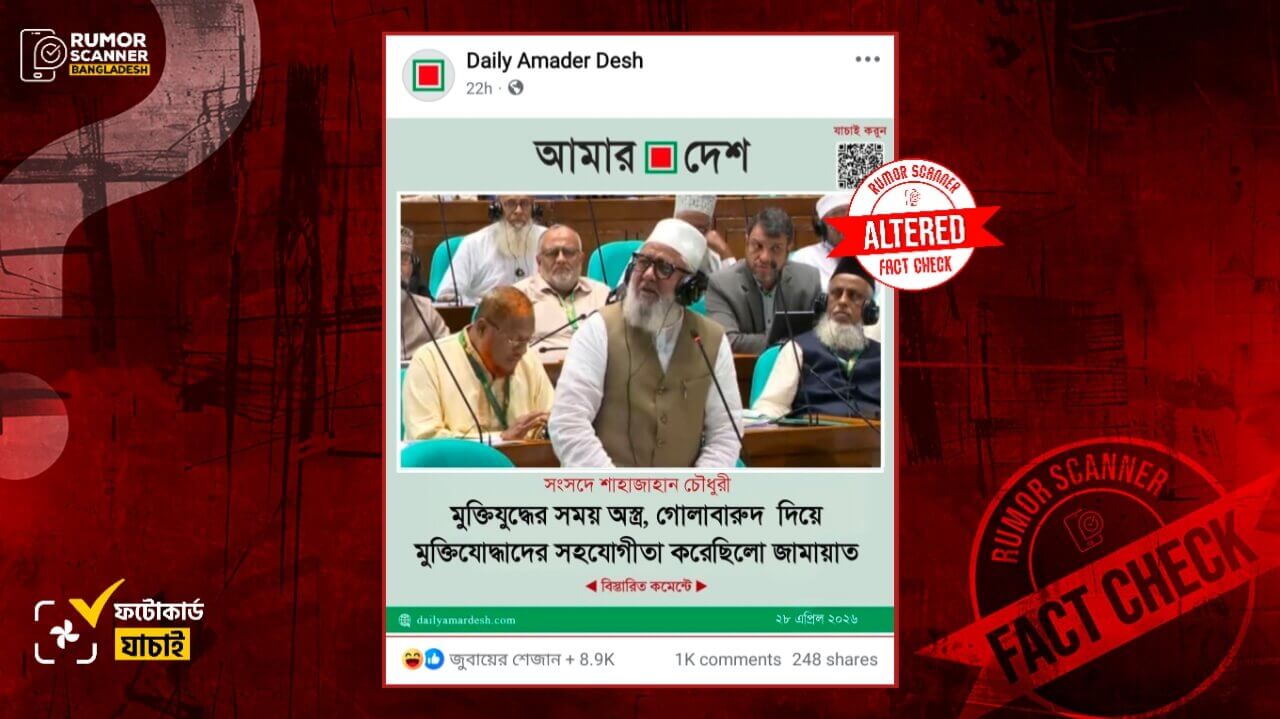 RUMOR
SCANNER
BANGLADESH
Daily Amader Desh
22h
আমার দেশ
যাচাই করুন
RUMOR SCANNER
ALTERED
FACT CHECK
সংসদে শাহাজাহান চৌধুরী
মুক্তিযুদ্ধের সময় অস্ত্র, গোলাবারুদ দিয়ে
মুক্তিযোদ্ধাদের সহযোগীতা করেছিলো জামায়াত
বিস্তারিত কমেন্টে
dailyamardesh.com
২৮ এপ্রিল ২০২৬
জুবায়ের শেজান + 8.9K
1K comments 248 shares
ফটোকার্ড
যাচাই
RUMOR SCANNER
FACT CHECK